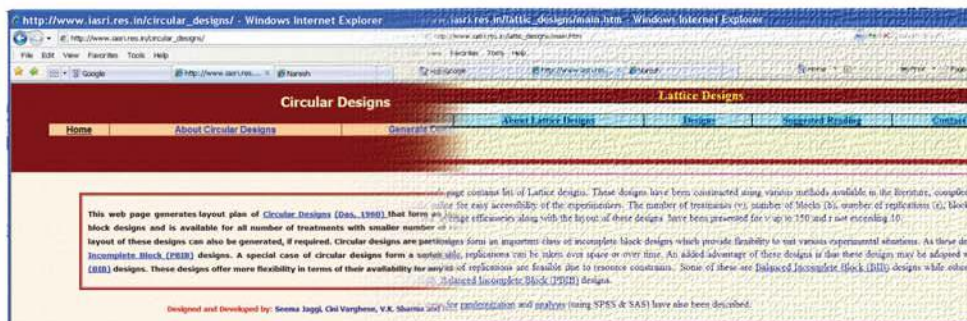 http://www.iasri.res.in/circular_designs/ - Windows Internet Explorer
iasri.res.in/lattic_designs/main.htm - Windows Internet Explorer
http://www.iasri.res.in/circular_designs/
File Edit View Favorites Tools Help
Favorites Tools Help
Google http://www.iasri.res.... Naresh
Circular Designs
Lattice Designs
Home About Circular Designs
About Lattice Designs Designs Suggested Reading Contact
page contains list of Lattice designs. These designs have been constructed using various methods available in the literature,
for easy accessibility of the experimenters. The number of treatments (v), number of blocks (b), number of replications (r), block
efficiencies along with the layout of these designs have been presented for v up to 150 and r not exceeding 10.
form an important class of incomplete block designs which provide flexibility to suit various experimental situations. As these
replications can be taken over space or over time. An added advantage of these designs is that these designs may be adopted
of replications are feasible due to resource constraints. Some of these are Balanced Incomplete Block (BIB) designs while
Balanced Incomplete Block (PBIB) designs.
for randomization and analysis (using SPSS & SAS) have also been described.
This web page generates layout plan of Circular Designs (Das, 1960) that form
block designs and is available for all number of treatments with smaller number of
layout of these designs can also be generated, if required. Circular designs are
Incomplete Block (PBIB) designs. A special case of circular designs form a
(BIB) designs. These designs offer more flexibility in terms of their availability for
Designed and Developed by: Seema Jaggi, Cini Varghese, V.K. Sharma and